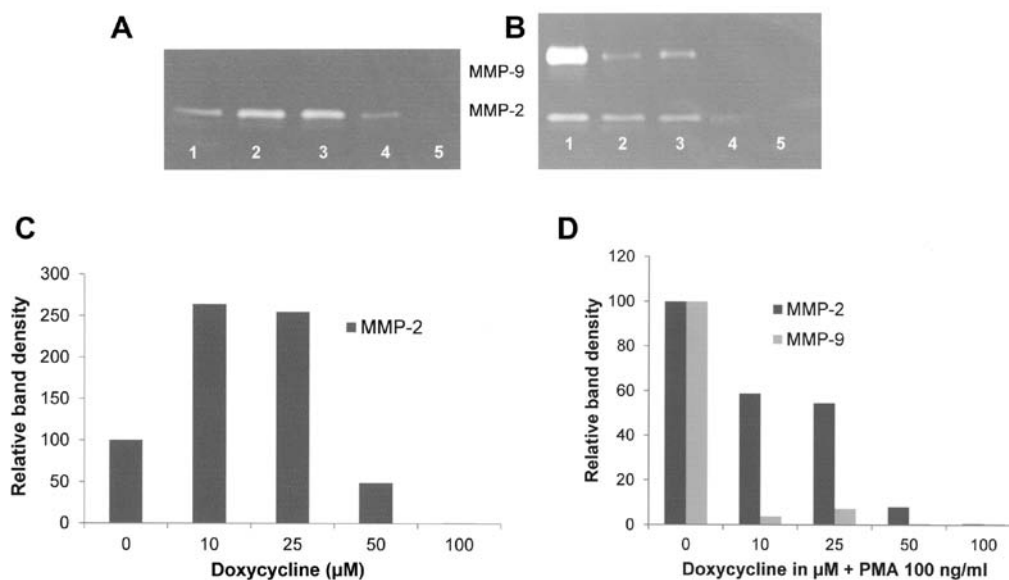 A
B
MMP-9
MMP-2
1 2 3 4 5
1 2 3 4 5
C
300
250
200
150
100
50
0
Relative band density
MMP-2
0 10 25 50 100
Doxycycline (µM)
D
120
100
80
60
40
20
0
Relative band density
MMP-2
MMP-9
0 10 25 50 100
Doxycycline in µM + PMA 100 ng/ml